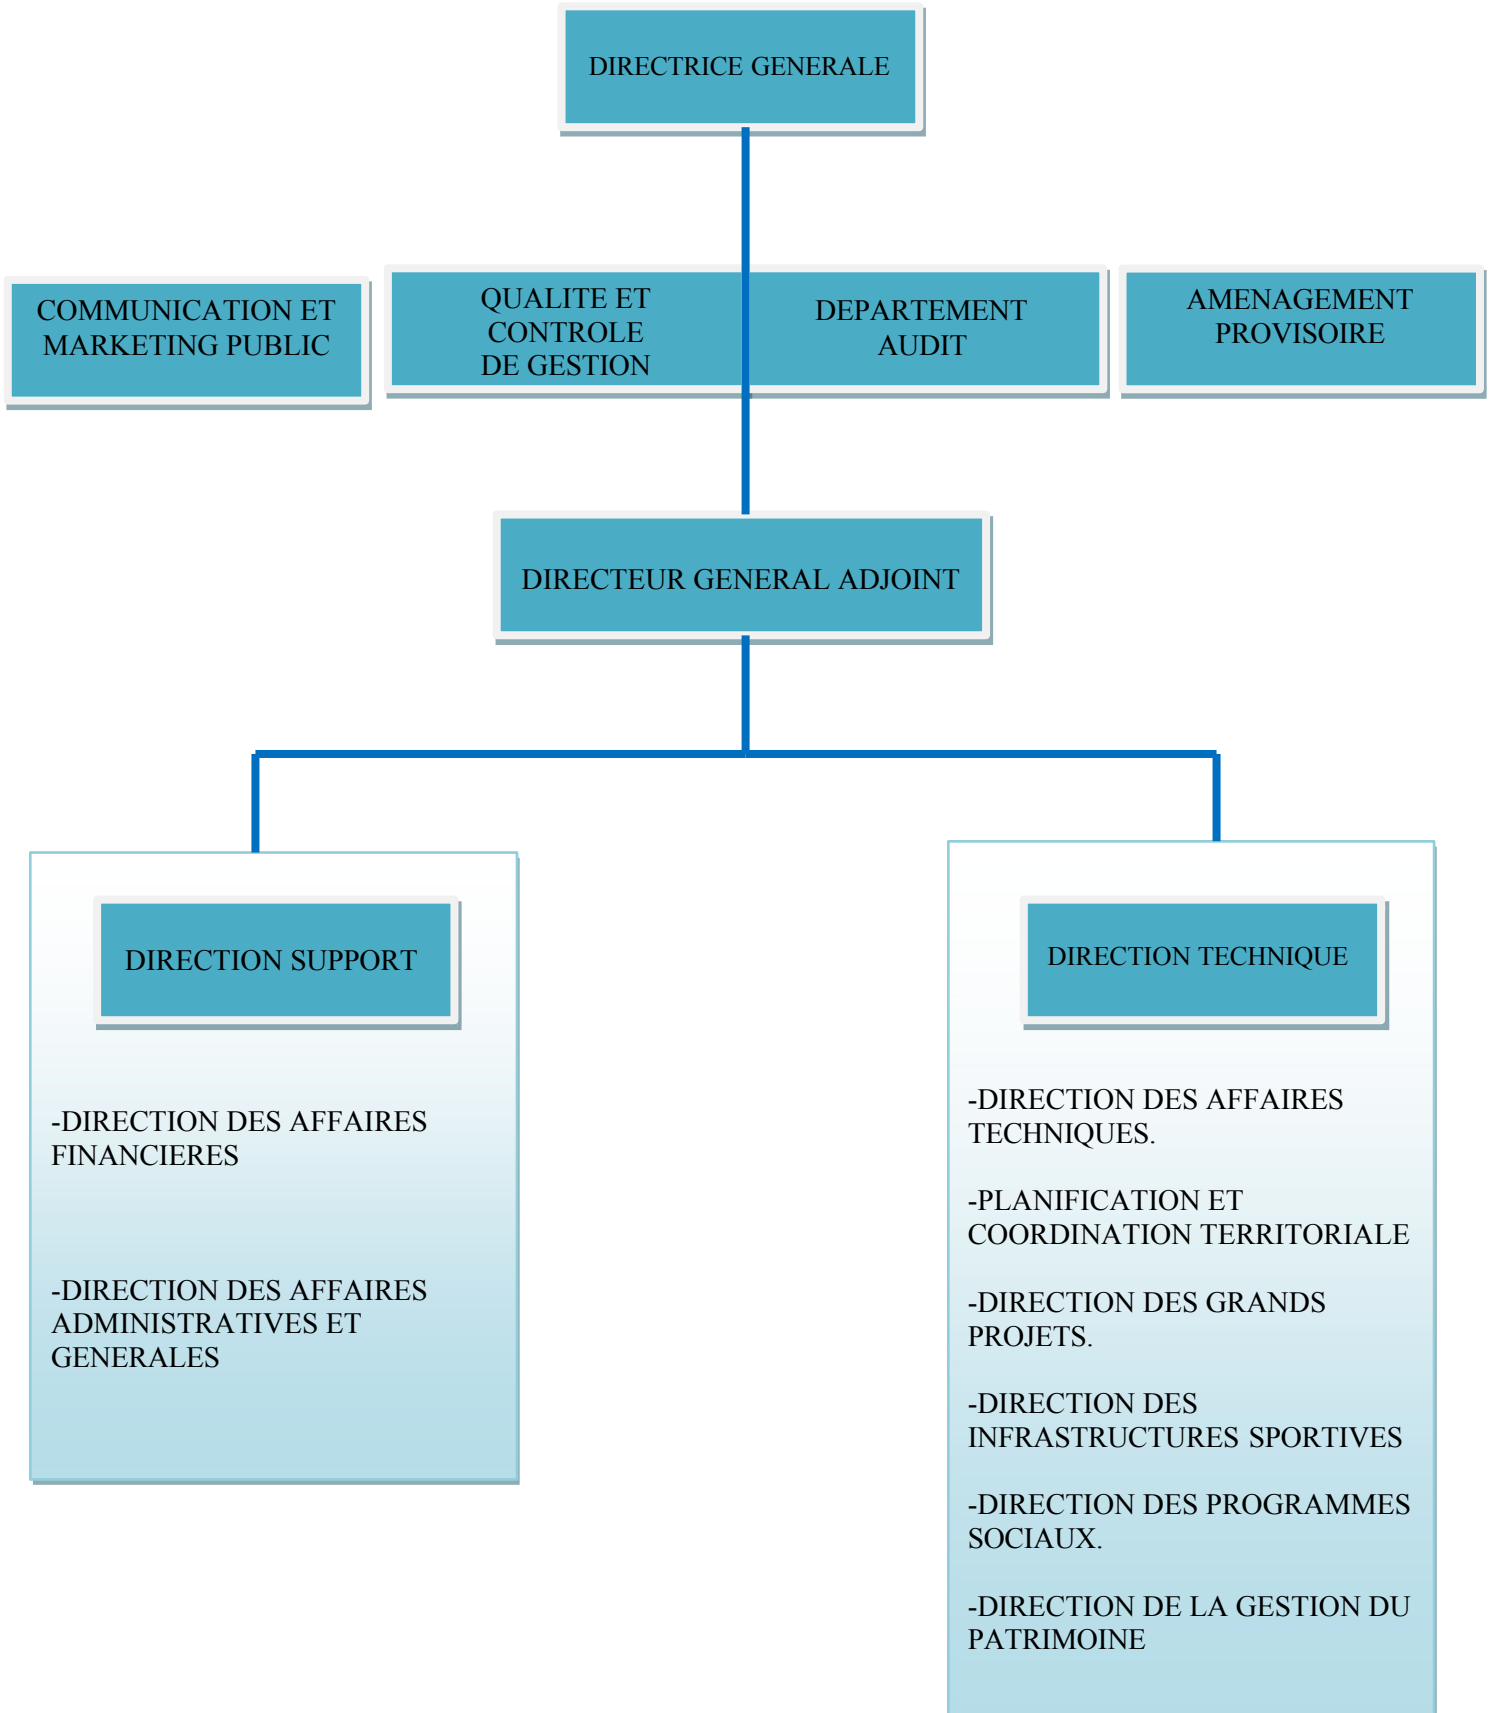 DIRECTRICE GENERALE
COMMUNICATION ET
MARKETING PUBLIC
QUALITE ET
CONTROLE
DE GESTION
DEPARTEMENT
AUDIT
AMENAGEMENT
PROVISOIRE
DIRECTEUR GENERAL ADJOINT
DIRECTION SUPPORT
-DIRECTION DES AFFAIRES
FINANCIERES
-DIRECTION DES AFFAIRES
ADMINISTRATIVES ET
GENERALES
DIRECTION TECHNIQUE
-DIRECTION DES AFFAIRES
TECHNIQUES.
-PLANIFICATION ET
COORDINATION TERRITORIALE
-DIRECTION DES GRANDS
PROJETS.
-DIRECTION DES
INFRASTRUCTURES SPORTIVES
-DIRECTION DES PROGRAMMES
SOCIAUX.
-DIRECTION DE LA GESTION DU
PATRIMOINE